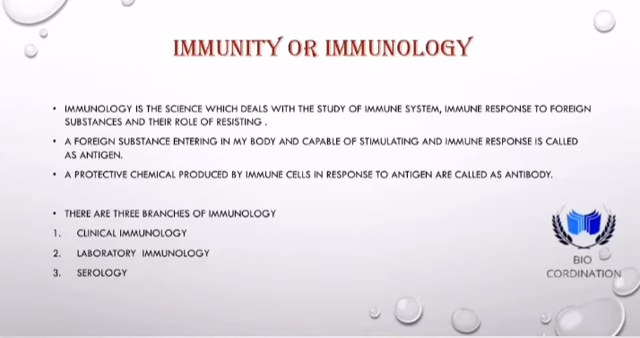 IMMUNITY OR IMMUNOLOGY
• IMMUNOLOGY IS THE SCIENCE WHICH DEALS WITH THE STUDY OF IMMUNE SYSTEM, IMMUNE RESPONSE TO FOREIGN
SUBSTANCES AND THEIR ROLE OF RESISTING .
• A FOREIGN SUBSTANCE ENTERING IN MY BODY AND CAPABLE OF STIMULATING AND IMMUNE RESPONSE IS CALLED
AS ANTIGEN.
• A PROTECTIVE CHEMICAL PRODUCED BY IMMUNE CELLS IN RESPONSE TO ANTIGEN ARE CALLED AS ANTIBODY.
• THERE ARE THREE BRANCHES OF IMMUNOLOGY
1. CLINICAL IMMUNOLOGY
2. LABORATORY IMMUNOLOGY
3. SEROLOGY
BIO
CORDINATION